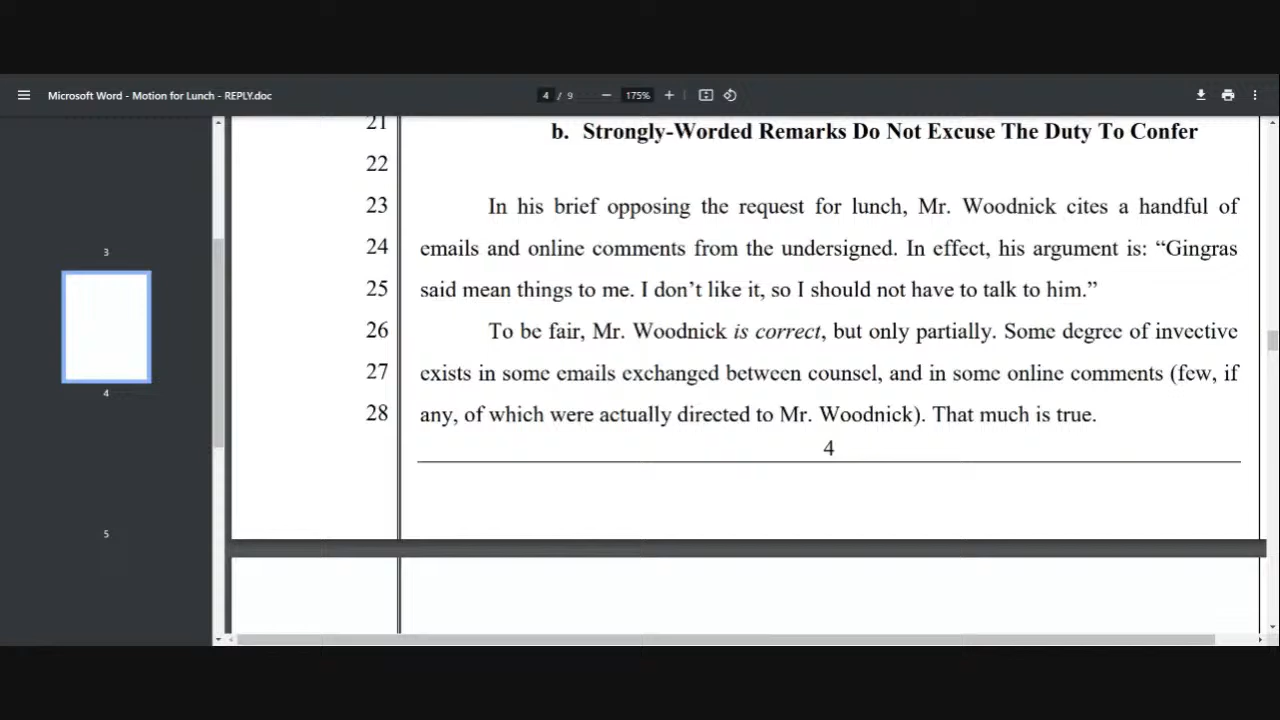 Microsoft Word - Motion for Lunch - REPLY.doc
4 / 9
175%
3
4
5
21 b. Strongly-Worded Remarks Do Not Excuse The Duty To Confer
22
23 In his brief opposing the request for lunch, Mr. Woodnick cites a handful of
24 emails and online comments from the undersigned. In effect, his argument is: “Gingras
25 said mean things to me. I don’t like it, so I should not have to talk to him.”
26 To be fair, Mr. Woodnick is correct, but only partially. Some degree of invective
27 exists in some emails exchanged between counsel, and in some online comments (few, if
28 any, of which were actually directed to Mr. Woodnick). That much is true.
4